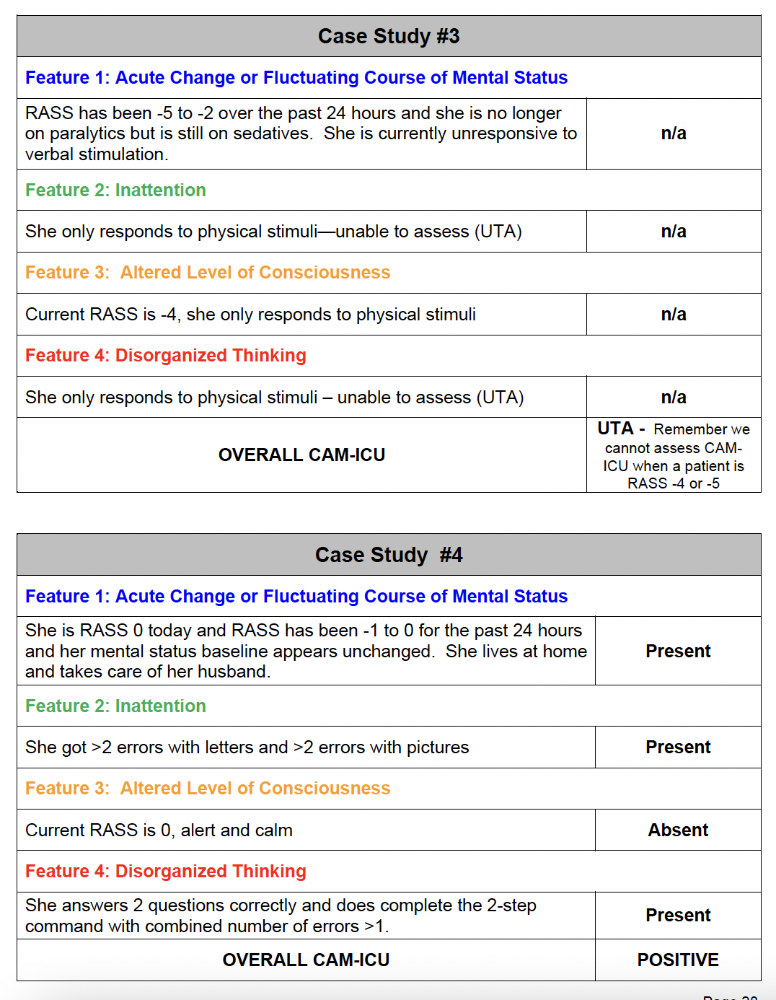 Case Study #3
Feature 1: Acute Change or Fluctuating Course of Mental Status
RASS has been -5 to -2 over the past 24 hours and she is no longer
on paralytics but is still on sedatives.  She is currently unresponsive to
verbal stimulation.
n/a
Feature 2: Inattention
She only responds to physical stimuli—unable to assess (UTA)
n/a
Feature 3:  Altered Level of Consciousness
Current RASS is -4, she only responds to physical stimuli
n/a
Feature 4: Disorganized Thinking
She only responds to physical stimuli – unable to assess (UTA)
n/a
OVERALL CAM-ICU
UTA -  Remember we
cannot assess CAM-
ICU when a patient is
RASS -4 or -5
Case Study  #4
Feature 1: Acute Change or Fluctuating Course of Mental Status
She is RASS 0 today and RASS has been -1 to 0 for the past 24 hours
and her mental status baseline appears unchanged.  She lives at home
and takes care of her husband.
Present
Feature 2: Inattention
She got >2 errors with letters and >2 errors with pictures
Present
Feature 3:  Altered Level of Consciousness
Current RASS is 0, alert and calm
Absent
Feature 4: Disorganized Thinking
She answers 2 questions correctly and does complete the 2-step
command with combined number of errors >1.
Present
OVERALL CAM-ICU
POSITIVE